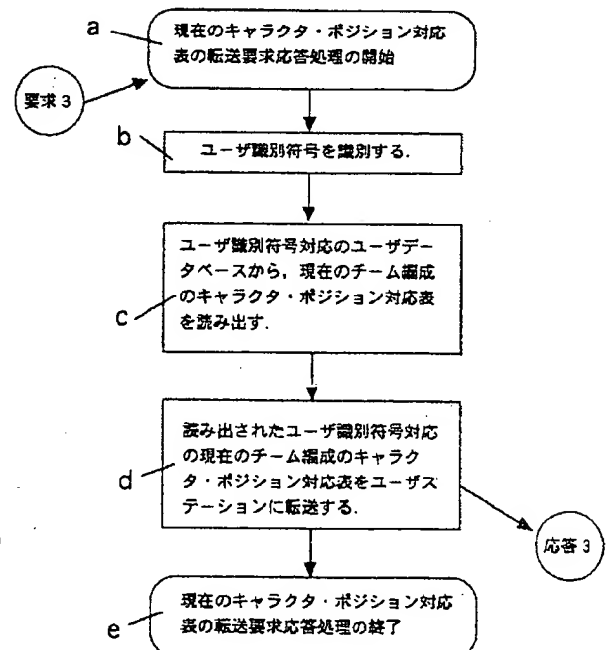 a
現在のキャラクタ・ポジション対応
表の転送要求応答処理の開始
要求3
b
ユーザ識別符号を識別する.
ユーザ識別符号対応のユーザデー
タベースから，現在のチーム編成
のキャラクタ・ポジション対応表
を読み出す.
c
読み出されたユーザ識別符号対応
の現在のチーム編成のキャラク
タ・ポジション対応表をユーザス
テーションに転送する.
d
応答3
現在のキャラクタ・ポジション対応
表の転送要求応答処理の終了
e